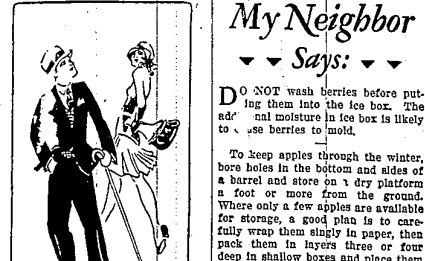 My Neighbor
Says:
DO NOT wash berries before put-
ting them into the ice box. The
moisture in ice box is likely
to berries to mold.
To keep apples through the winter,
bore holes in the bottom and sides of
a barrel and store on dry platform
a foot or more from the ground.
Where only a few apples are available
for storage, a good plan is to care-
fully wrap them singly in paper, then
pack them in layers three or four
deep in shallow boxes and place them